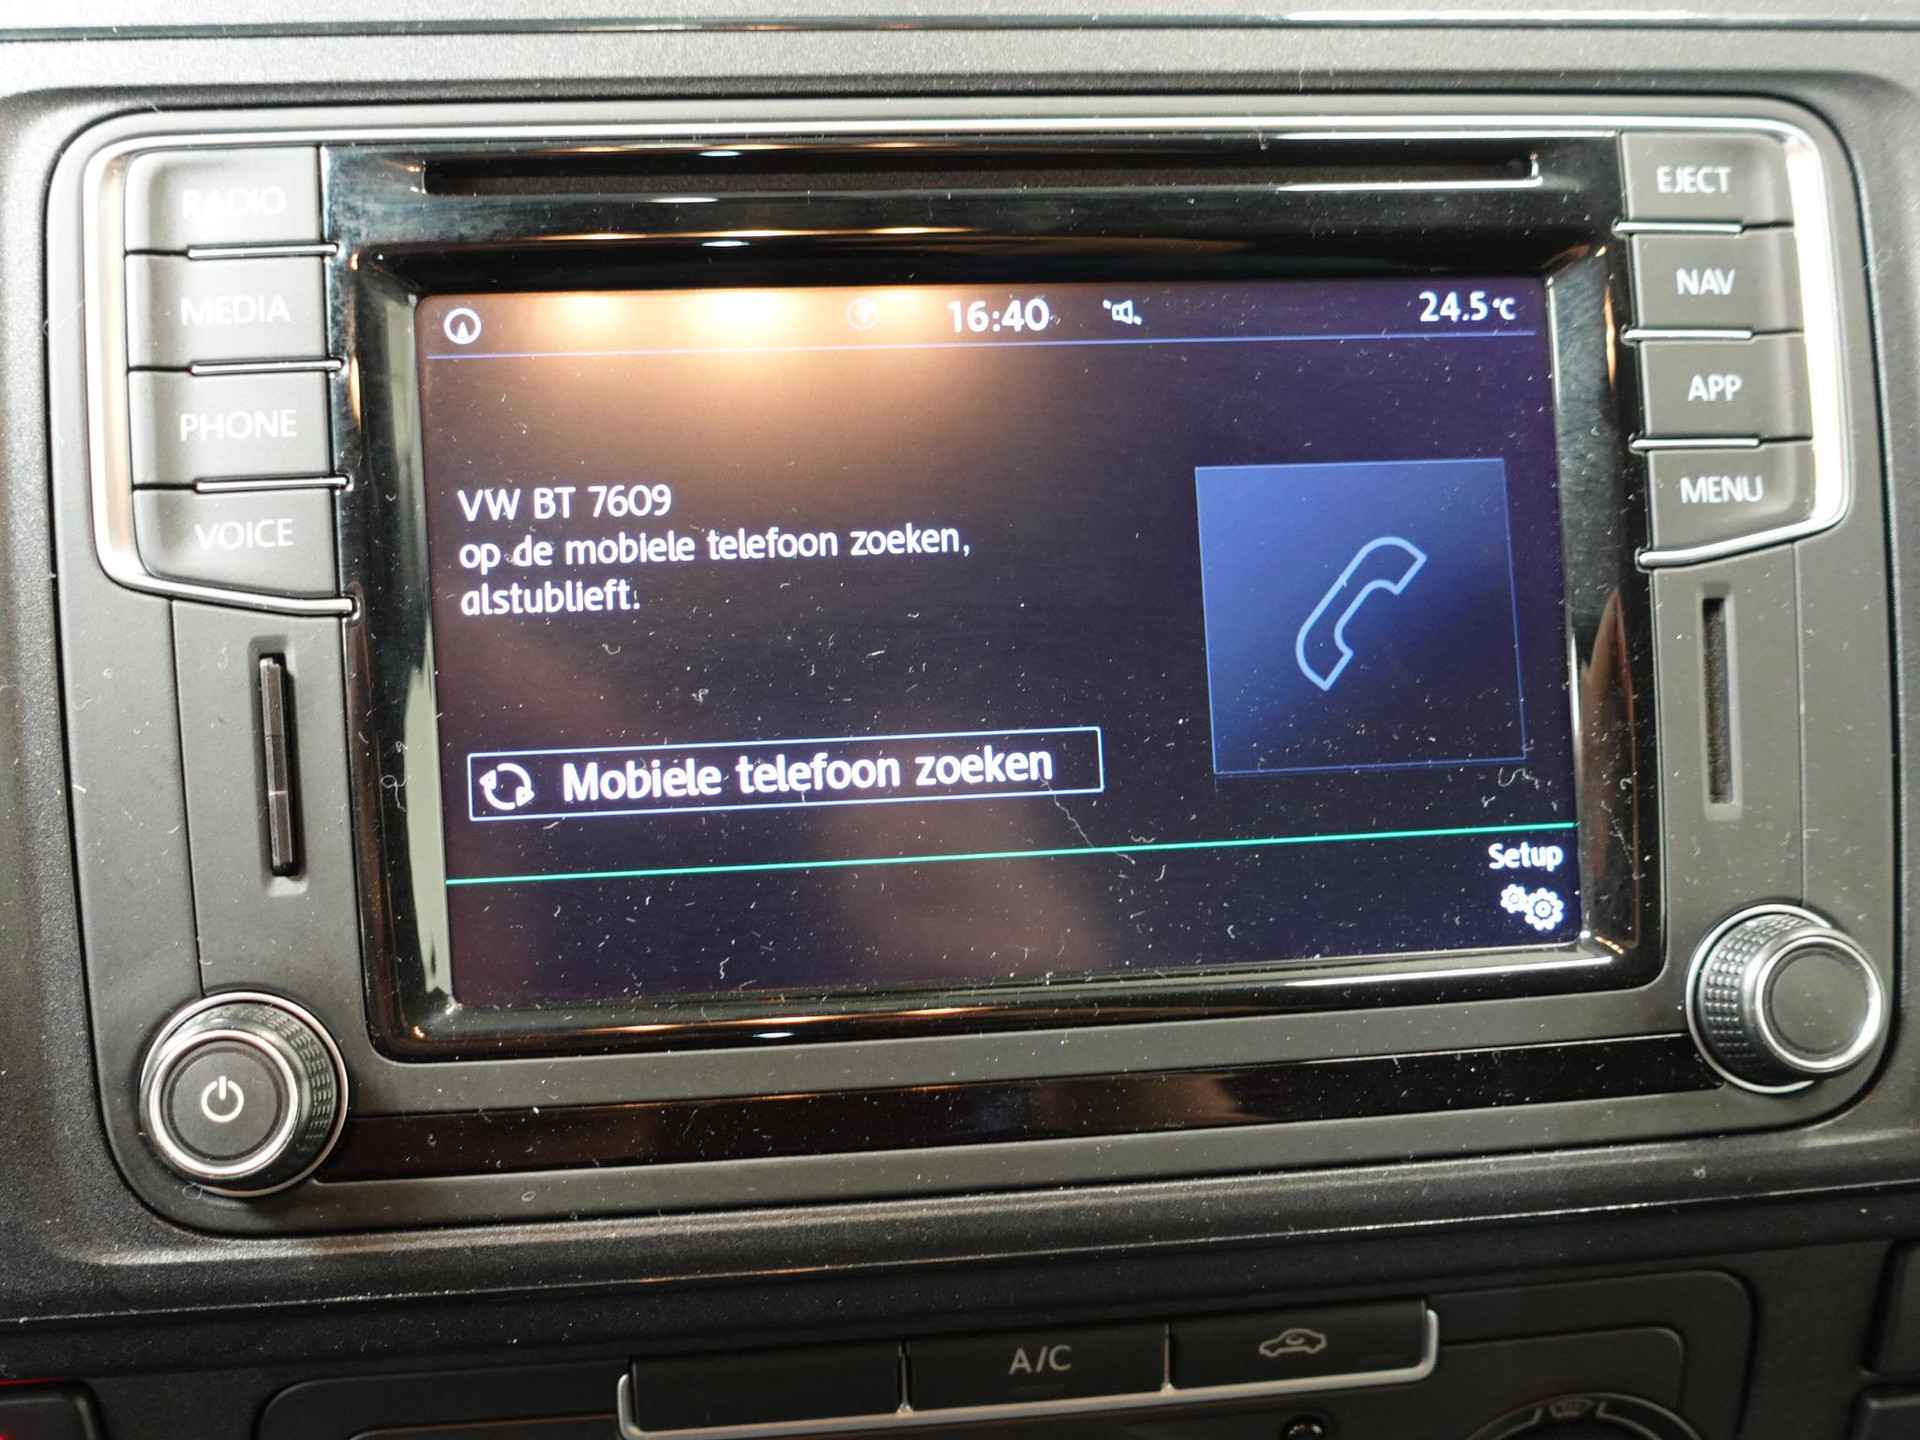 RADIO
MEDIA
PHONE
VOICE
EJECT
NAV
APP
MENU
16:40
24.5°C
VW BT 7609
op de mobiele telefoon zoeken,
alstublieft.
Mobiele telefoon zoeken
Setup
A/C